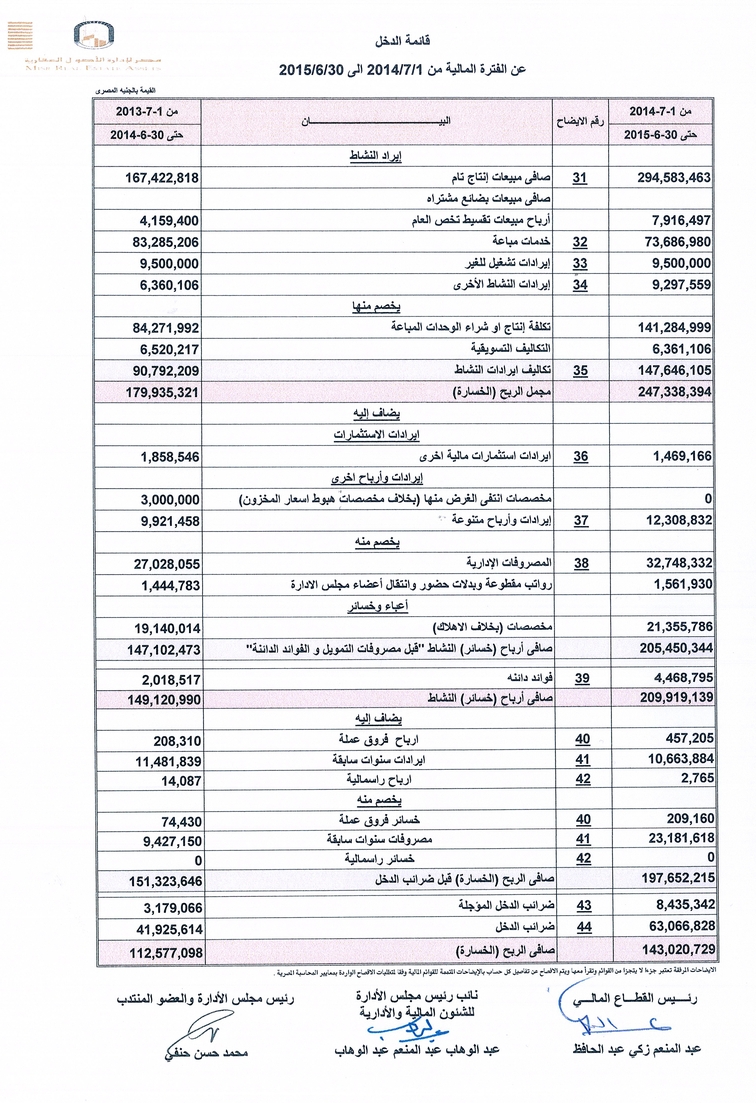 مصر لإدارة الأصول العقارية
MISR REAL ESTATE ASSETS
قائمة الدخل
عن الفترة المالية من 2014/7/1 الى 2015/6/30
القيمة بالجنيه المصرى
من 1-7-2014 رقم الايضاح البيـــــــــان من 1-7-2013
حتى 30-6-2015 حتى 30-6-2014
إيراد النشاط
294,583,463 31 صافى مبيعات إنتاج تام 167,422,818
صافى مبيعات بضائع مشتراه
7,916,497 أرباح مبيعات تقسيط تخص العام 4,159,400
73,686,980 32 خدمات مباعة 83,285,206
9,500,000 33 إيرادات تشغيل للغير 9,500,000
9,297,559 34 إيرادات النشاط الأخرى 6,360,106
يخصم منها
141,284,999 تكلفة إنتاج او شراء الوحدات المباعة 84,271,992
6,361,106 التكاليف التسويقية 6,520,217
147,646,105 35 تكاليف ايرادات النشاط 90,792,209
247,338,394 مجمل الربح (الخسارة) 179,935,321
يضاف إليه
إيرادات الاستثمارات
1,469,166 36 ايرادات استثمارات مالية اخرى 1,858,546
إيرادات وأرباح اخرى
0 مخصصات انتفى الغرض منها (بخلاف مخصصات هبوط اسعار المخزون) 3,000,000
12,308,832 37 إيرادات وأرباح متنوعة 9,921,458
يخصم منه
32,748,332 38 المصروفات الإدارية 27,028,055
1,561,930 رواتب مقطوعة وبدلات حضور وانتقال أعضاء مجلس الادارة 1,444,783
أعباء وخسائر
21,355,786 مخصصات (بخلاف الاهلاك) 19,140,014
205,450,344 صافى أرباح (خسائر) النشاط "قبل مصروفات التمويل و الفوائد الدائنة" 147,102,473
4,468,795 39 فوائد دائنه 2,018,517
209,919,139 صافى أرباح (خسائر) النشاط 149,120,990
يضاف إليه
457,205 40 ارباح فروق عملة 208,310
10,663,884 41 ايرادات سنوات سابقة 11,481,839
2,765 42 ارباح راسمالية 14,087
يخصم منه
209,160 40 خسائر فروق عملة 74,430
23,181,618 41 مصروفات سنوات سابقة 9,427,150
0 42 خسائر راسمالية 0
197,652,215 صافى الربح (الخسارة) قبل ضرائب الدخل 151,323,646
8,435,342 43 ضرائب الدخل المؤجلة 3,179,066
63,066,828 44 ضرائب الدخل 41,925,614
143,020,729 صافى الربح (الخسارة) 112,577,098
الايضاحات المرفقة تعتبر جزءا لا يتجزأ من القوائم وتقرأ معها ويتم الافصاح عن تفاصيل كل حساب بالإيضاحات المتممة للقوائم المالية وفقا لمتطلبات الافصاح الواردة بمعايير المحاسبة المصرية .
رئـــيس القطاع المالـــي نائب رئيس مجلس الأدارة رئيس مجلس الأدارة والعضو المنتدب
للشئون المالية والأدارية
عبد المنعم زكي عبد الحافظ عبد الوهاب عبد المنعم عبد الوهاب محمد حسن حنفي